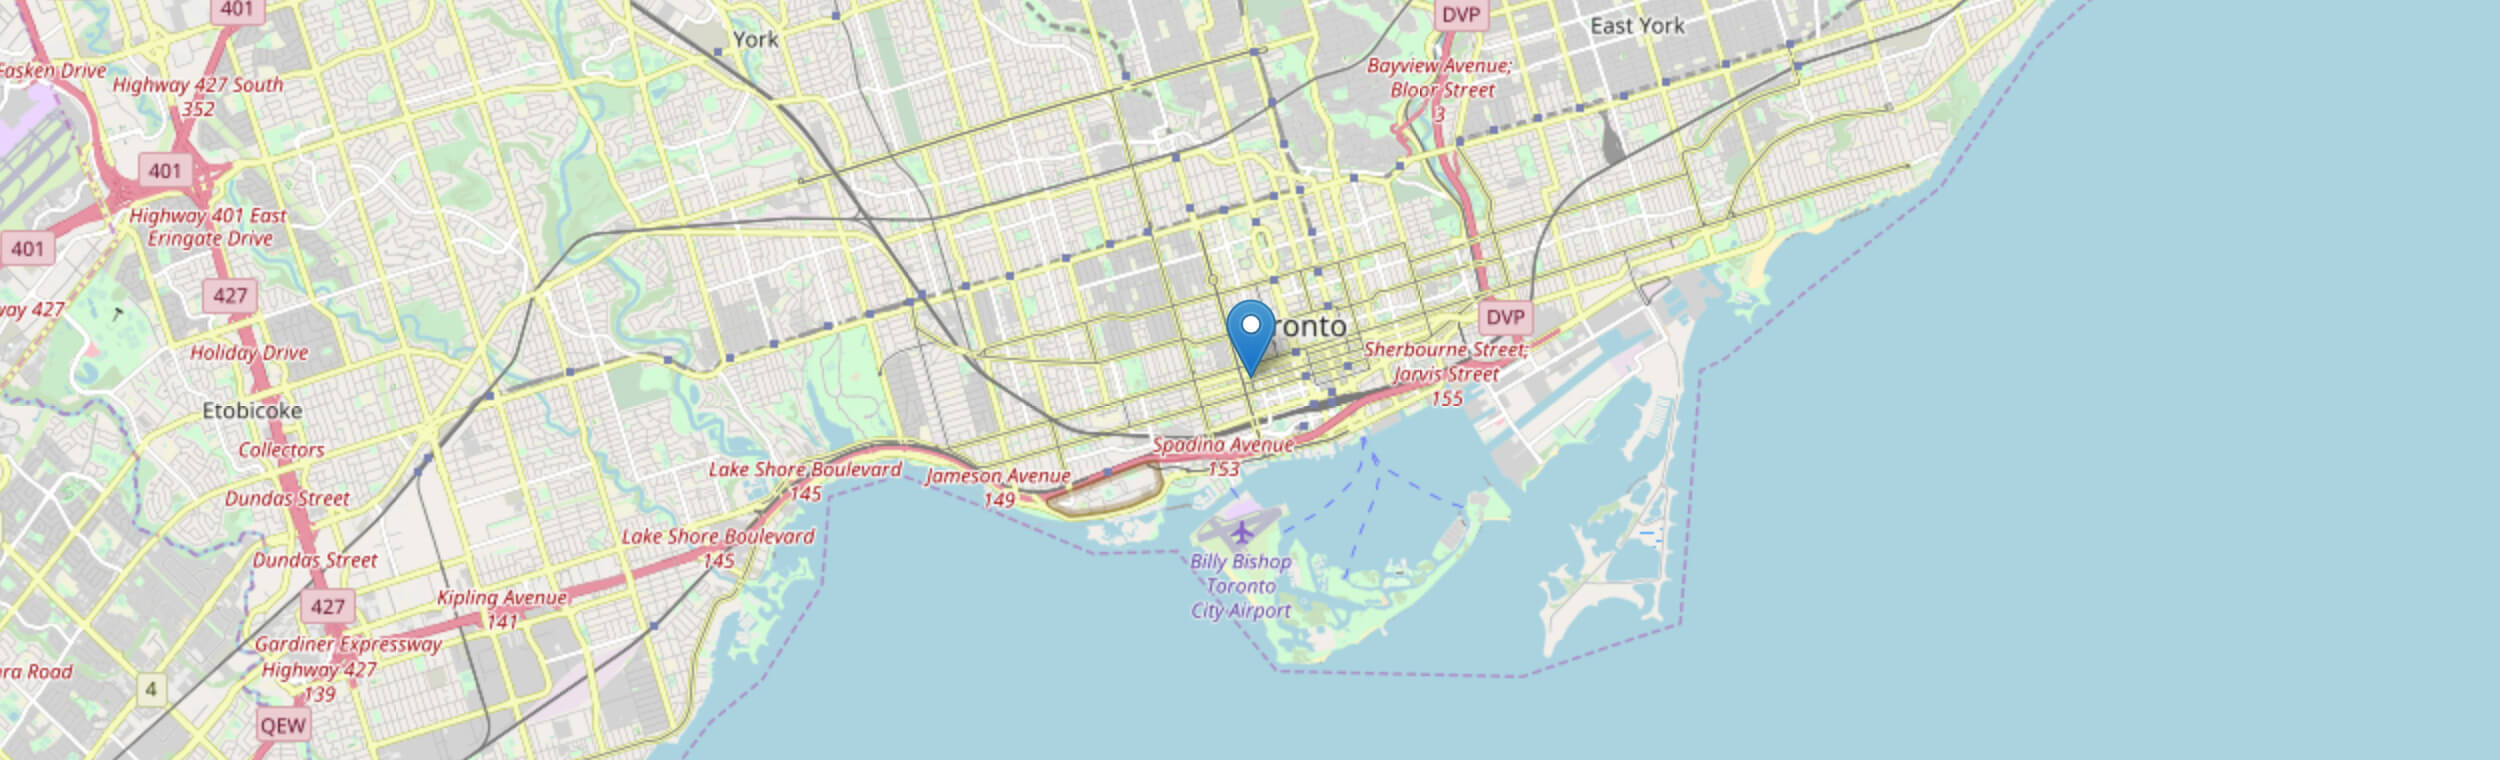 401
DVP
East York
York
Fasken Drive
Highway 427 South
352
Bayview Avenue;
Bloor Street
3
401
Highway 401 East
Eringate Drive
401
427
way 427
ronto
DVP
Holiday Drive
Sherbourne Street;
Jarvis Street
155
Etobicoke
Collectors
Spadina Avenue
153
Lake Shore Boulevard
145
Jameson Avenue
149
Dundas Street
Lake Shore Boulevard
145
Dundas Street
Billy Bishop
Toronto
City Airport
427
Kipling Avenue
141
Gardiner Expressway
Highway 427
139
ra Road
4
QEW